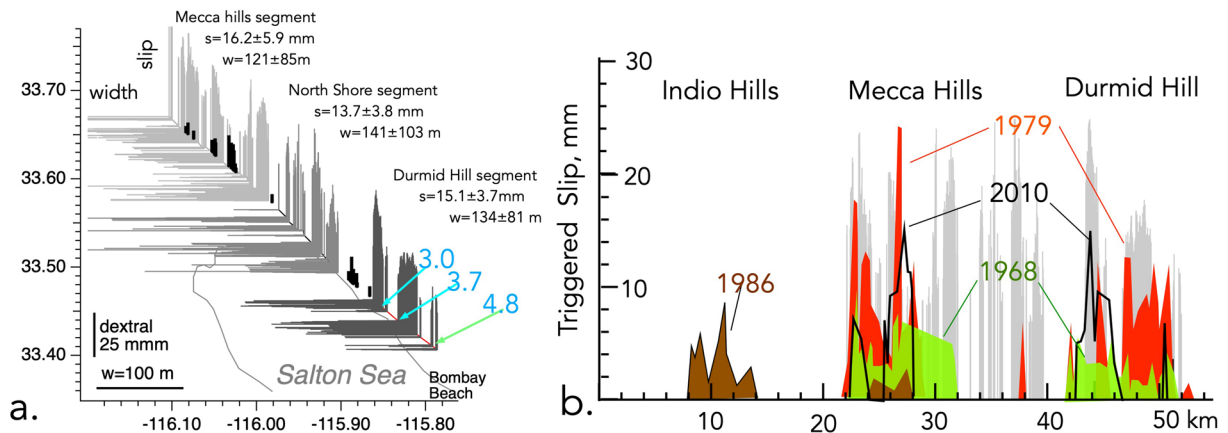 Mecca hills segment
s=16.2±5.9 mm
w=121±85m
slip
width
North Shore segment
s=13.7±3.8 mm
w=141±103 m
Durmid Hill segment
s=15.1±3.7mm
w=134±81 m
33.70
33.60
33.50
33.40
3.0
3.7
4.8
dextral
25 mmm
w=100 m
Salton Sea
Bombay
Beach
-116.10
-116.00
-115.90
-115.80
a.
Triggered Slip, mm
30
20
10
Indio Hills
Mecca Hills
Durmid Hill
1979
2010
1968
1986
10
20
30
40
50 km
b.